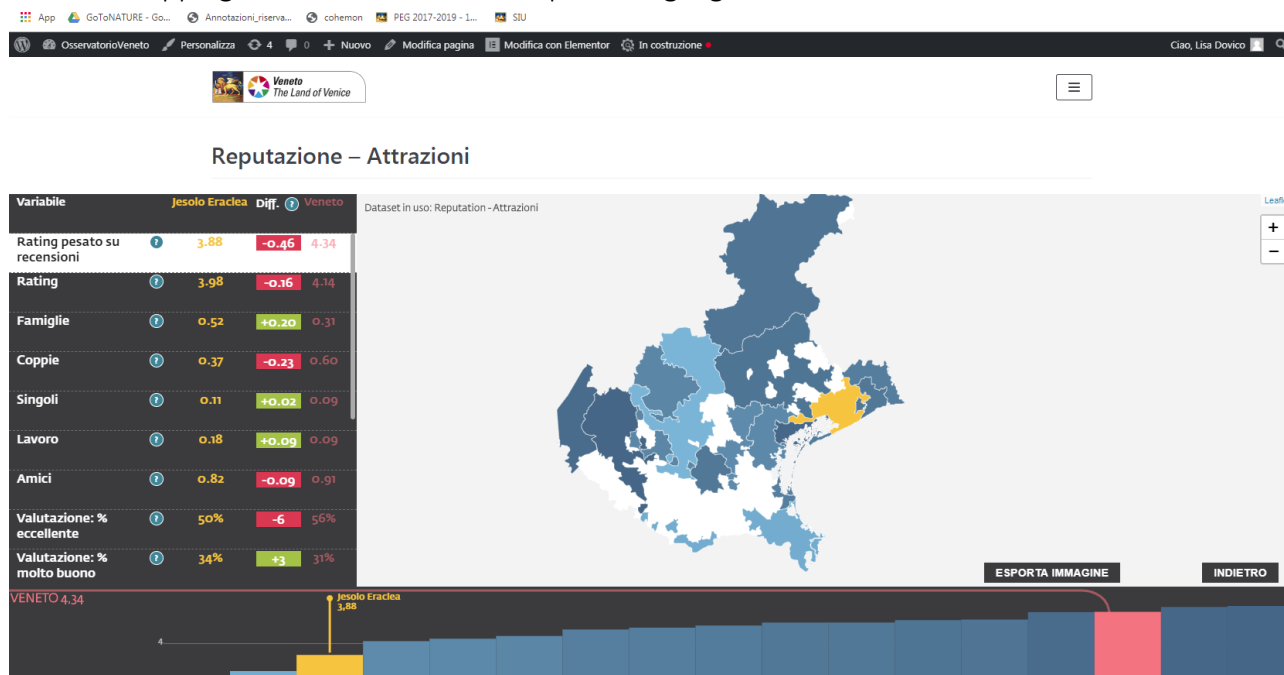 App GoToNATURE - Go... Annotazioni_riserva... cohemon PEG 2017-2019 - 1... SIU
OsservatorioVeneto Personalizza 4 0 Nuovo Modifica pagina Modifica con Elementor In costruzione Ciao, Lisa Dovico
Veneto
The Land of Venice
Reputazione – Attrazioni
Variabile Jesolo Eraclea Diff. ? Veneto
Dataset in uso: Reputation - Attrazioni
+
−
Rating pesato su
recensioni ? 3.88 -0.46 4.34
Rating ? 3.98 -0.16 4.14
Famiglie ? 0.52 +0.20 0.31
Coppie ? 0.37 -0.23 0.60
Singoli ? 0.11 +0.02 0.09
Lavoro ? 0.18 +0.09 0.09
Amici ? 0.82 -0.09 0.91
Valutazione: %
eccellente ? 50% -6 56%
Valutazione: %
molto buono ? 34% +3 31%
ESPORTA IMMAGINE INDIETRO
VENETO 4.34
Jesolo Eraclea
3,88
4